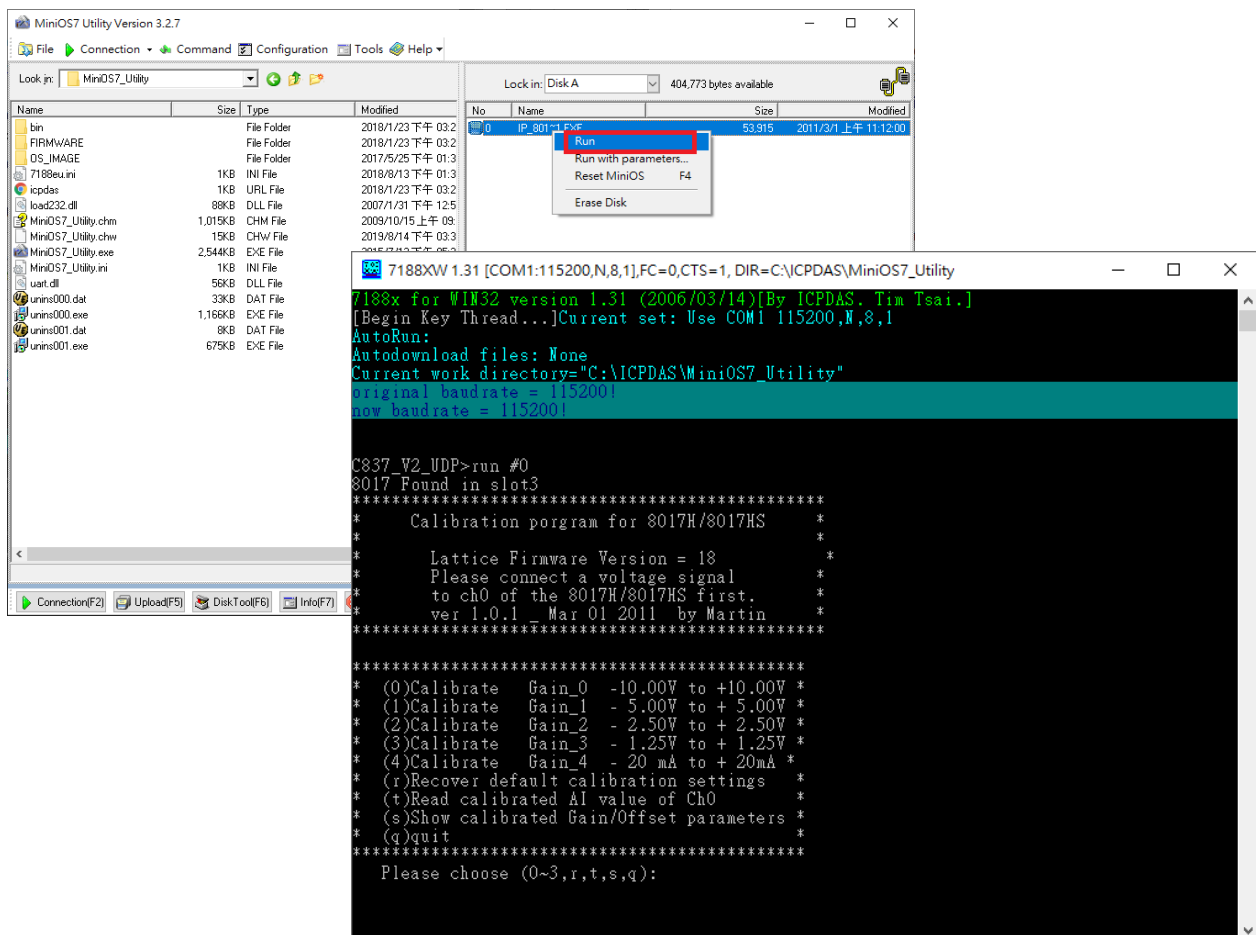 MiniOS7 Utility Version 3.2.7
File Connection Command Configuration Tools Help
Look in: MiniOS7_Utility
Lock in: Disk A 404,773 bytes available
Name Size Type Modified
bin File Folder 2018/1/23 下午 03:2
FIRMWARE File Folder 2018/1/23 下午 03:2
OS_IMAGE File Folder 2017/5/25 下午 01:3
7188eu.ini 1KB INI File 2018/8/13 下午 01:3
icpdas 1KB URL File 2018/1/23 下午 03:2
load232.dll 88KB DLL File 2007/1/31 下午 12:5
MiniOS7_Utility.chm 1,015KB CHM File 2009/10/15 上午 09:
MiniOS7_Utility.chw 15KB CHW File 2019/8/14 下午 03:3
MiniOS7_Utility.exe 2,544KB EXE File
MiniOS7_Utility.ini 1KB INI File
uart.dll 56KB DLL File
unins000.dat 33KB DAT File
unins000.exe 1,166KB EXE File
unins001.dat 8KB DAT File
unins001.exe 675KB EXE File
No Name Size Modified
0 IP_801~1.EXE 53,915 2011/3/1 上午 11:12:00
Run
Run with parameters...
Reset MiniOS F4
Erase Disk
Connection(F2) Upload(F5) DiskTool(F6) Info(F7)
7188XW 1.31 [COM1:115200,N,8,1],FC=0,CTS=1, DIR=C:\ICPDAS\MiniOS7_Utility
7188x for WIN32 version 1.31 (2006/03/14)[By ICPDAS. Tim Tsai.]
[Begin Key Thread...]Current set: Use COM1 115200,N,8,1
AutoRun:
Autodownload files: None
Current work directory="C:\ICPDAS\MiniOS7_Utility"
original baudrate = 115200!
now baudrate = 115200!
C837_V2_UDP>run #0
8017 Found in slot3
************************************************
* Calibration porgram for 8017H/8017HS *
* *
* Lattice Firmware Version = 18 *
* Please connect a voltage signal *
* to ch0 of the 8017H/8017HS first. *
* ver 1.0.1 _ Mar 01 2011 by Martin *
************************************************
**********************************************
* (0)Calibrate Gain_0 -10.00V to +10.00V *
* (1)Calibrate Gain_1 - 5.00V to + 5.00V *
* (2)Calibrate Gain_2 - 2.50V to + 2.50V *
* (3)Calibrate Gain_3 - 1.25V to + 1.25V *
* (4)Calibrate Gain_4 - 20 mA to + 20mA *
* (r)Recover default calibration settings *
* (t)Read calibrated AI value of Ch0 *
* (s)Show calibrated Gain/Offset parameters *
* (q)quit *
**********************************************
Please choose (0~3,r,t,s,q):